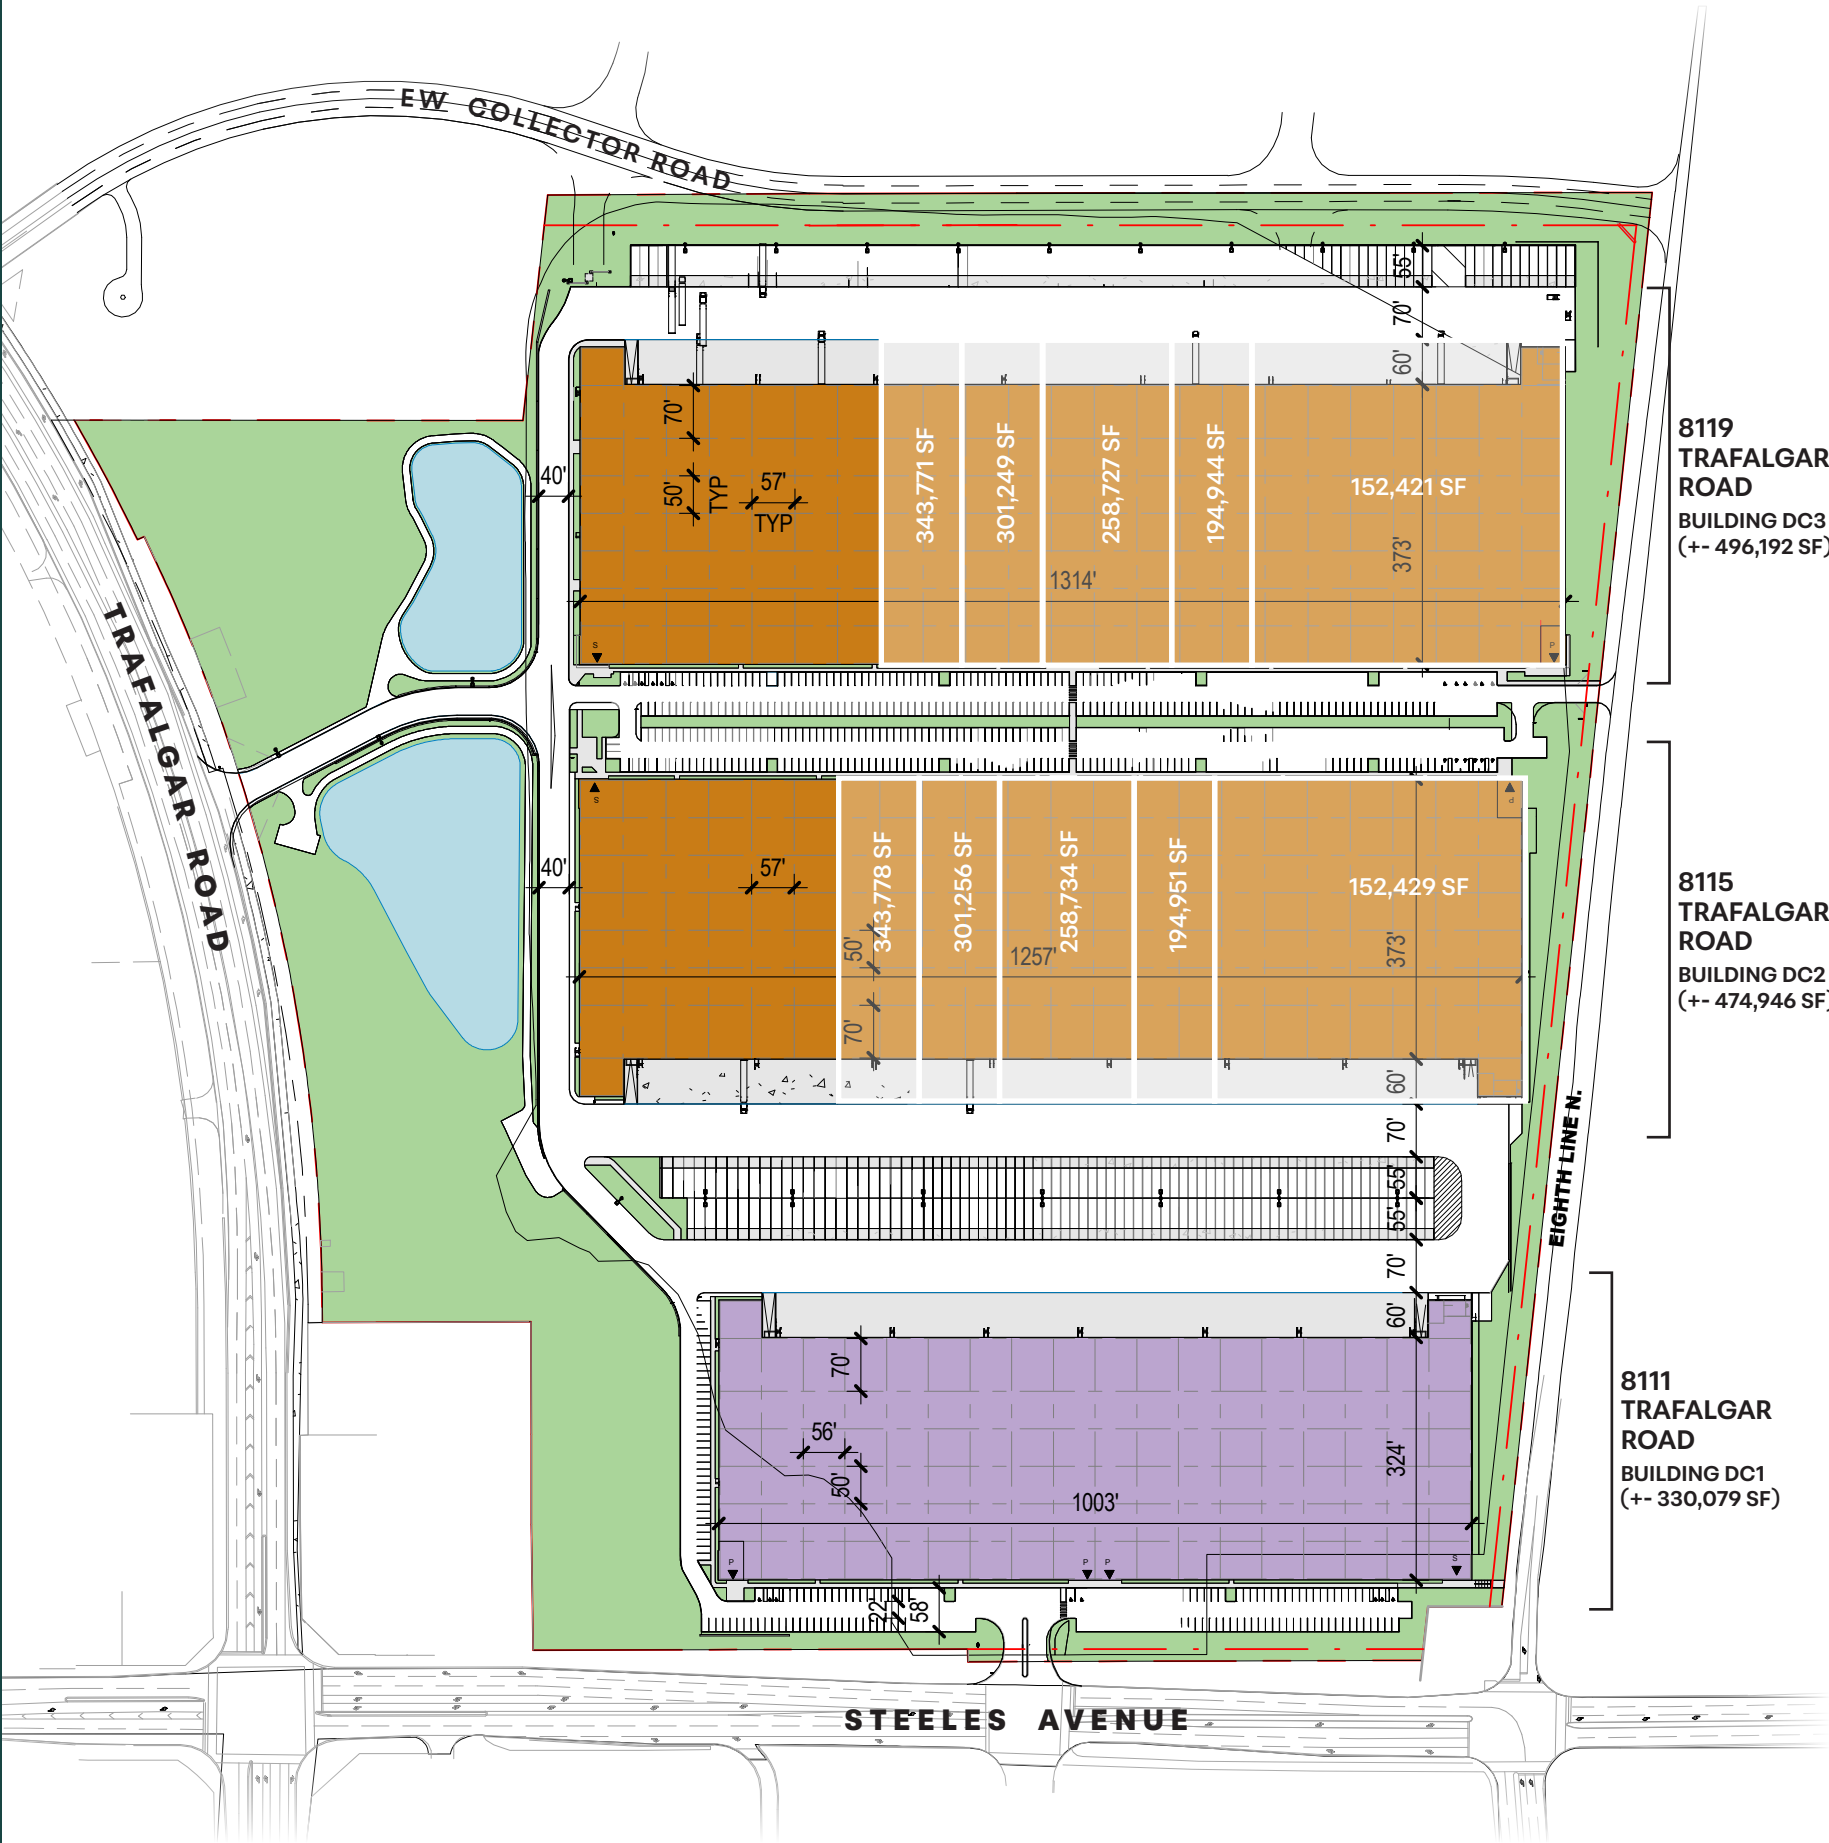 EW COLLECTOR ROAD
55'
70'
60'
70'
40'
50'
TYP
57'
TYP
343,771 SF
301,249 SF
258,727 SF
194,944 SF
152,421 SF
373'
1314'
S
P
8119
TRAFALGAR
ROAD
BUILDING DC3
(+- 496,192 SF)
TRAFALGAR ROAD
S
P
40'
57'
343,778 SF
301,256 SF
258,734 SF
194,951 SF
152,429 SF
50'
1257'
373'
70'
60'
70'
55'
55'
70'
60'
8115
TRAFALGAR
ROAD
BUILDING DC2
(+- 474,946 SF)
EIGHTH LINE N.
70'
56'
50'
324'
1003'
P
P
P
S
22'
58'
8111
TRAFALGAR
ROAD
BUILDING DC1
(+- 330,079 SF)
STEELES AVENUE